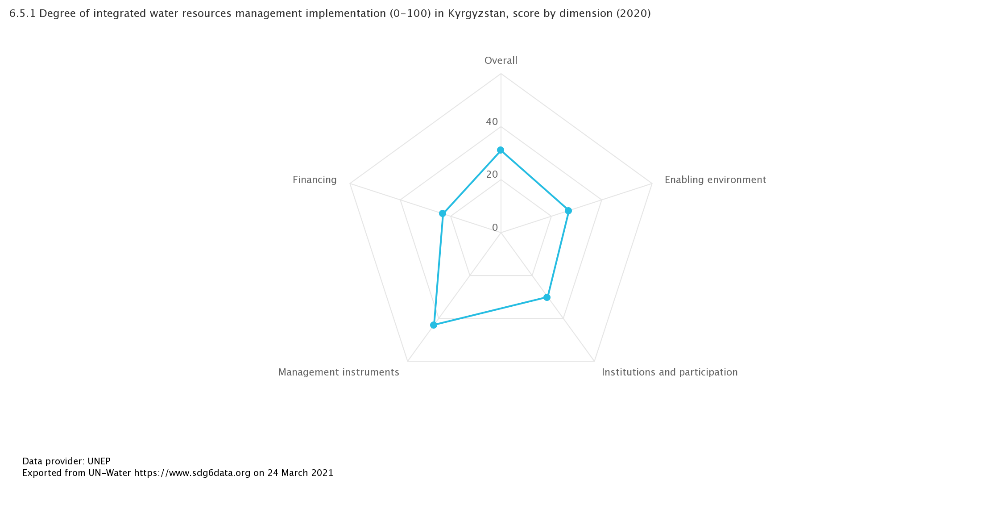 6.5.1 Degree of integrated water resources management implementation (0-100) in Kyrgyzstan, score by dimension (2020)
Overall
40
20
0
Financing
Enabling environment
Management instruments
Institutions and participation
Data provider: UNEP
Exported from UN-Water https://www.sdg6data.org on 24 March 2021